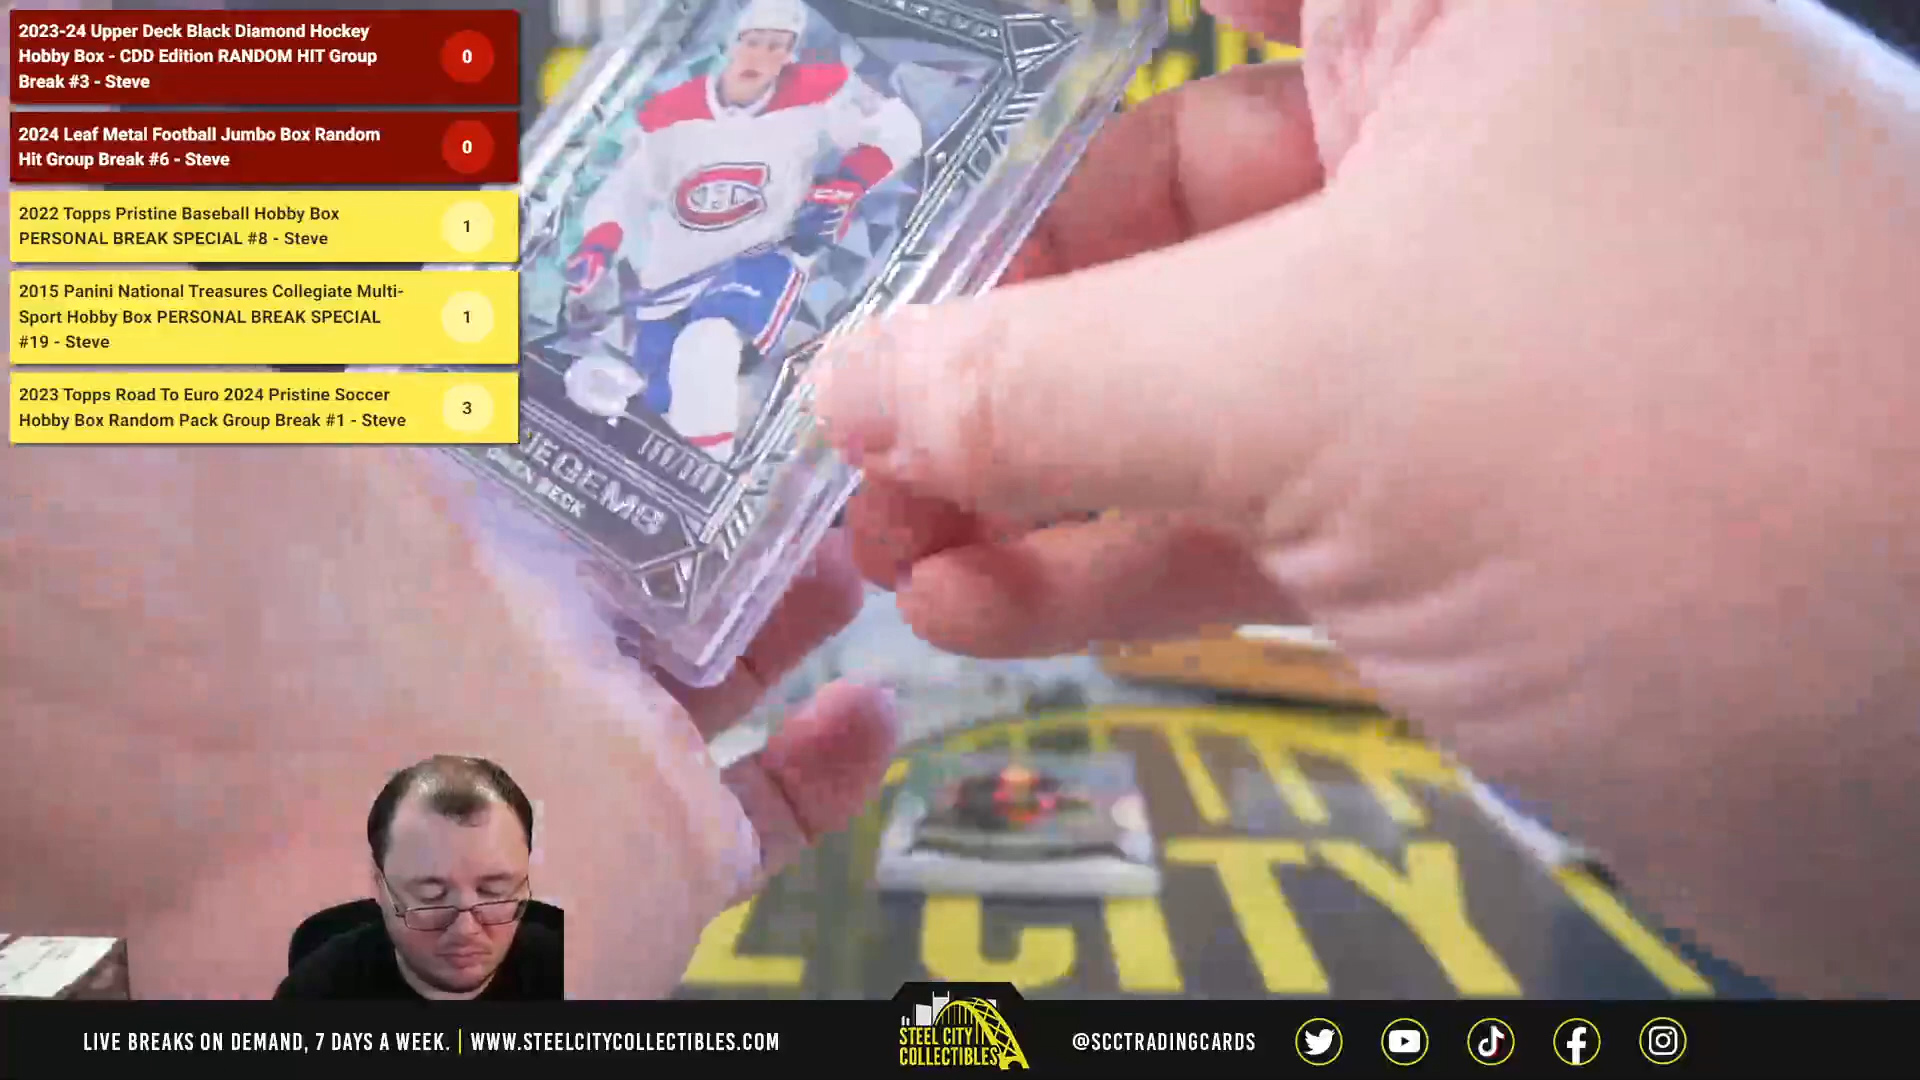 2023-24 Upper Deck Black Diamond Hockey
Hobby Box - CDD Edition RANDOM HIT Group
Break #3 - Steve
0
2024 Leaf Metal Football Jumbo Box Random
Hit Group Break #6 - Steve
0
2022 Topps Pristine Baseball Hobby Box
PERSONAL BREAK SPECIAL #8 - Steve
1
2015 Panini National Treasures Collegiate Multi-
Sport Hobby Box PERSONAL BREAK SPECIAL
#19 - Steve
1
2023 Topps Road To Euro 2024 Pristine Soccer
Hobby Box Random Pack Group Break #1 - Steve
3
CITY
LIVE BREAKS ON DEMAND, 7 DAYS A WEEK. | WWW.STEELCITYCOLLECTIBLES.COM
STEEL CITY
COLLECTIBLES
@SCCTRADINGCARDS